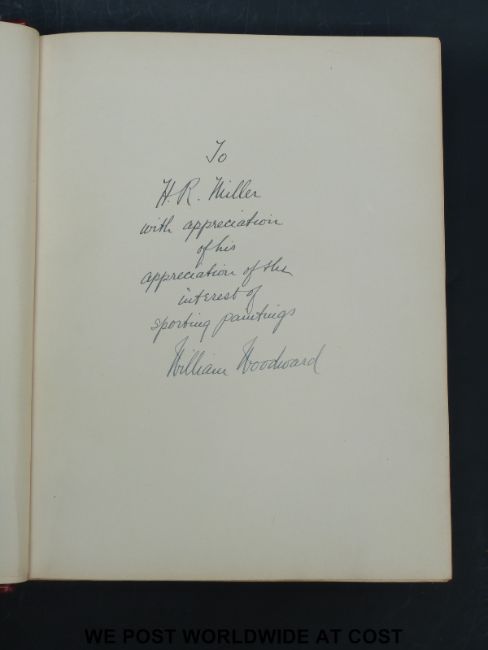 To
H. R. Miller
with appreciation
of his
appreciation of the
interest of
sporting paintings
William Woodward
WE POST WORLDWIDE AT COST